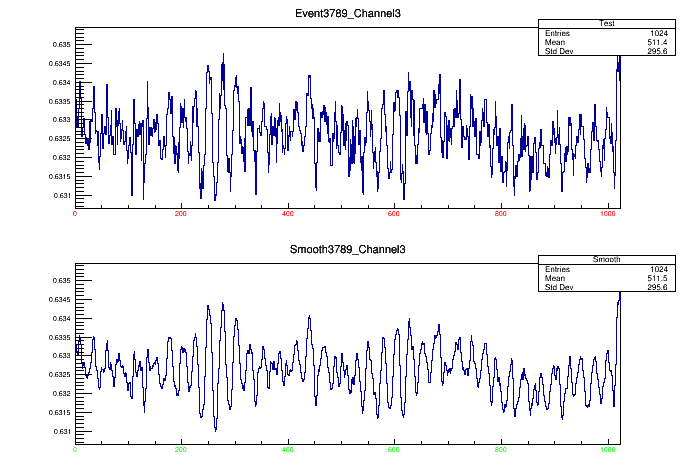 Event3789_Channel3
Test
Entries 1024
Mean 511.4
Std Dev 295.6
0.635
0.6345
0.634
0.6335
0.633
0.6325
0.632
0.6315
0.631
0 200 400 600 800 1000
Smooth3789_Channel3
Smooth
Entries 1024
Mean 511.5
Std Dev 295.6
0.635
0.6345
0.634
0.6335
0.633
0.6325
0.632
0.6315
0.631
0 200 400 600 800 1000